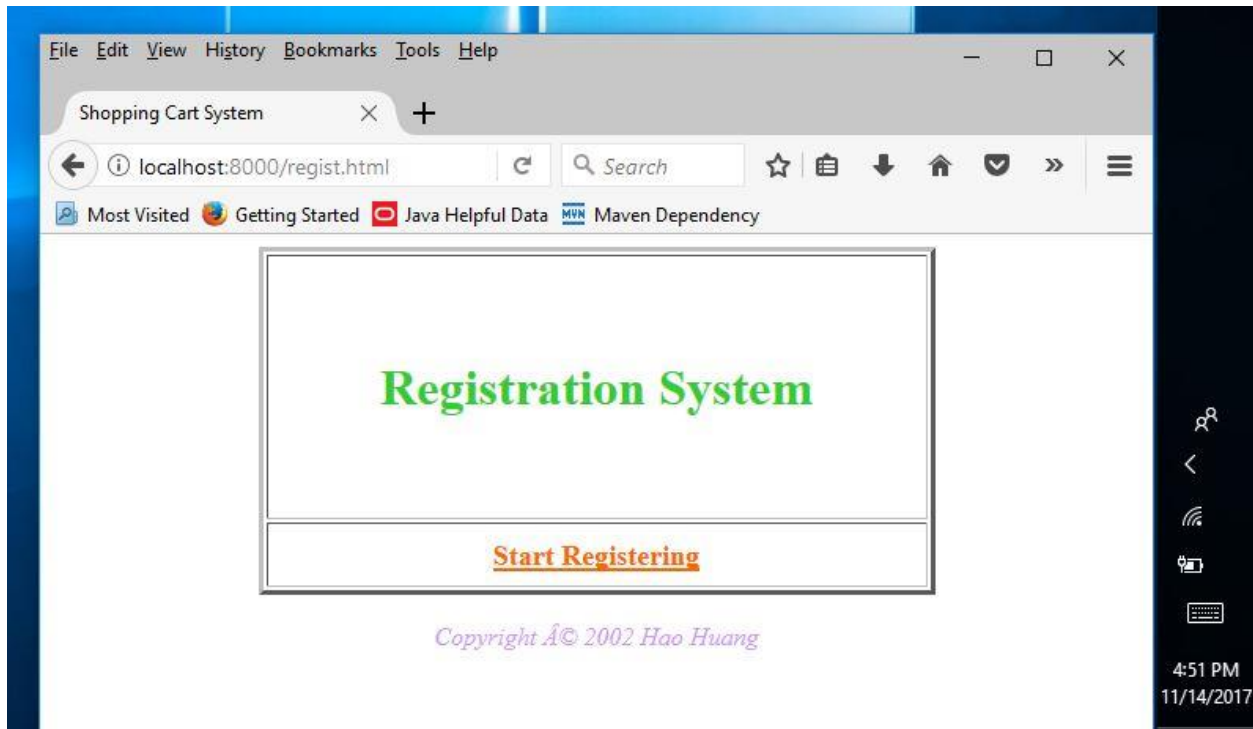 File Edit View History Bookmarks Tools Help
Shopping Cart System
localhost:8000/regist.html Search
Most Visited Getting Started Java Helpful Data MVN Maven Dependency
Registration System
Start Registering
Copyright Â© 2002 Hao Huang
4:51 PM
11/14/2017